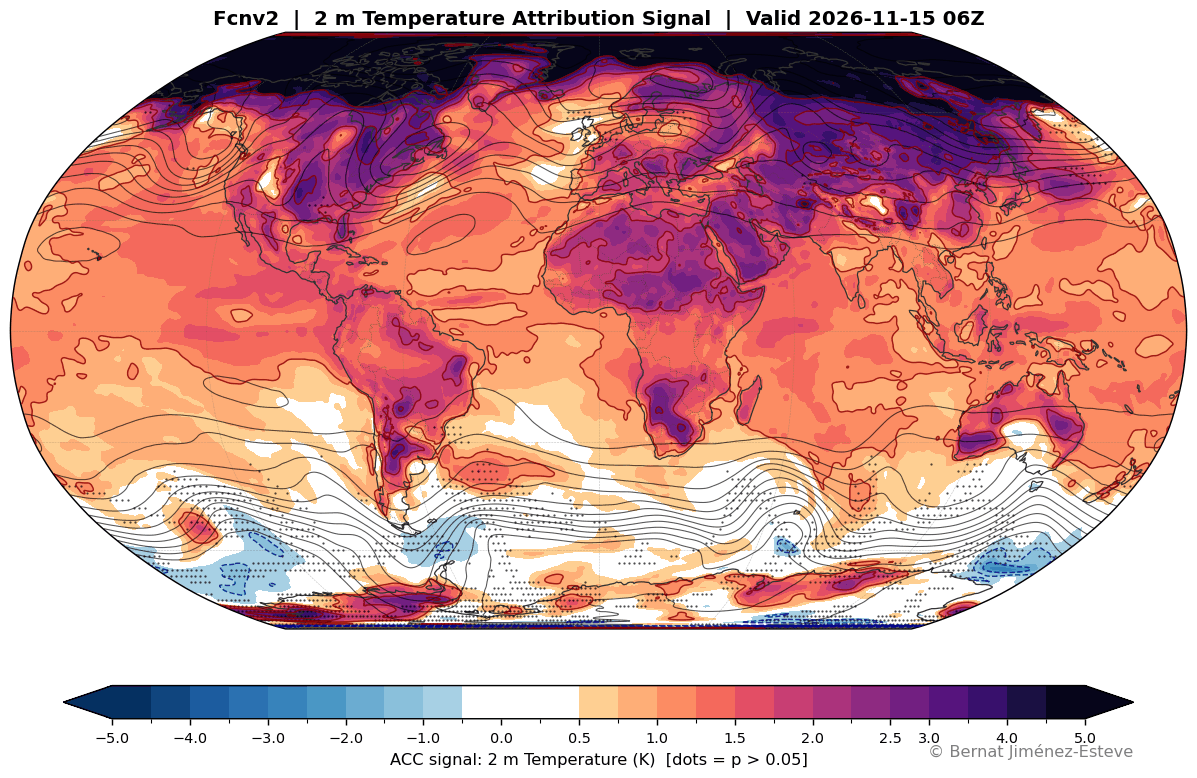 Fcnv2 | 2 m Temperature Attribution Signal | Valid 2026-11-15 06Z
−5.0 −4.0 −3.0 −2.0 −1.0 0.0 0.5 1.0 1.5 2.0 2.5 3.0 4.0 5.0
© Bernat Jiménez-Esteve
ACC signal: 2 m Temperature (K) [dots = p > 0.05]